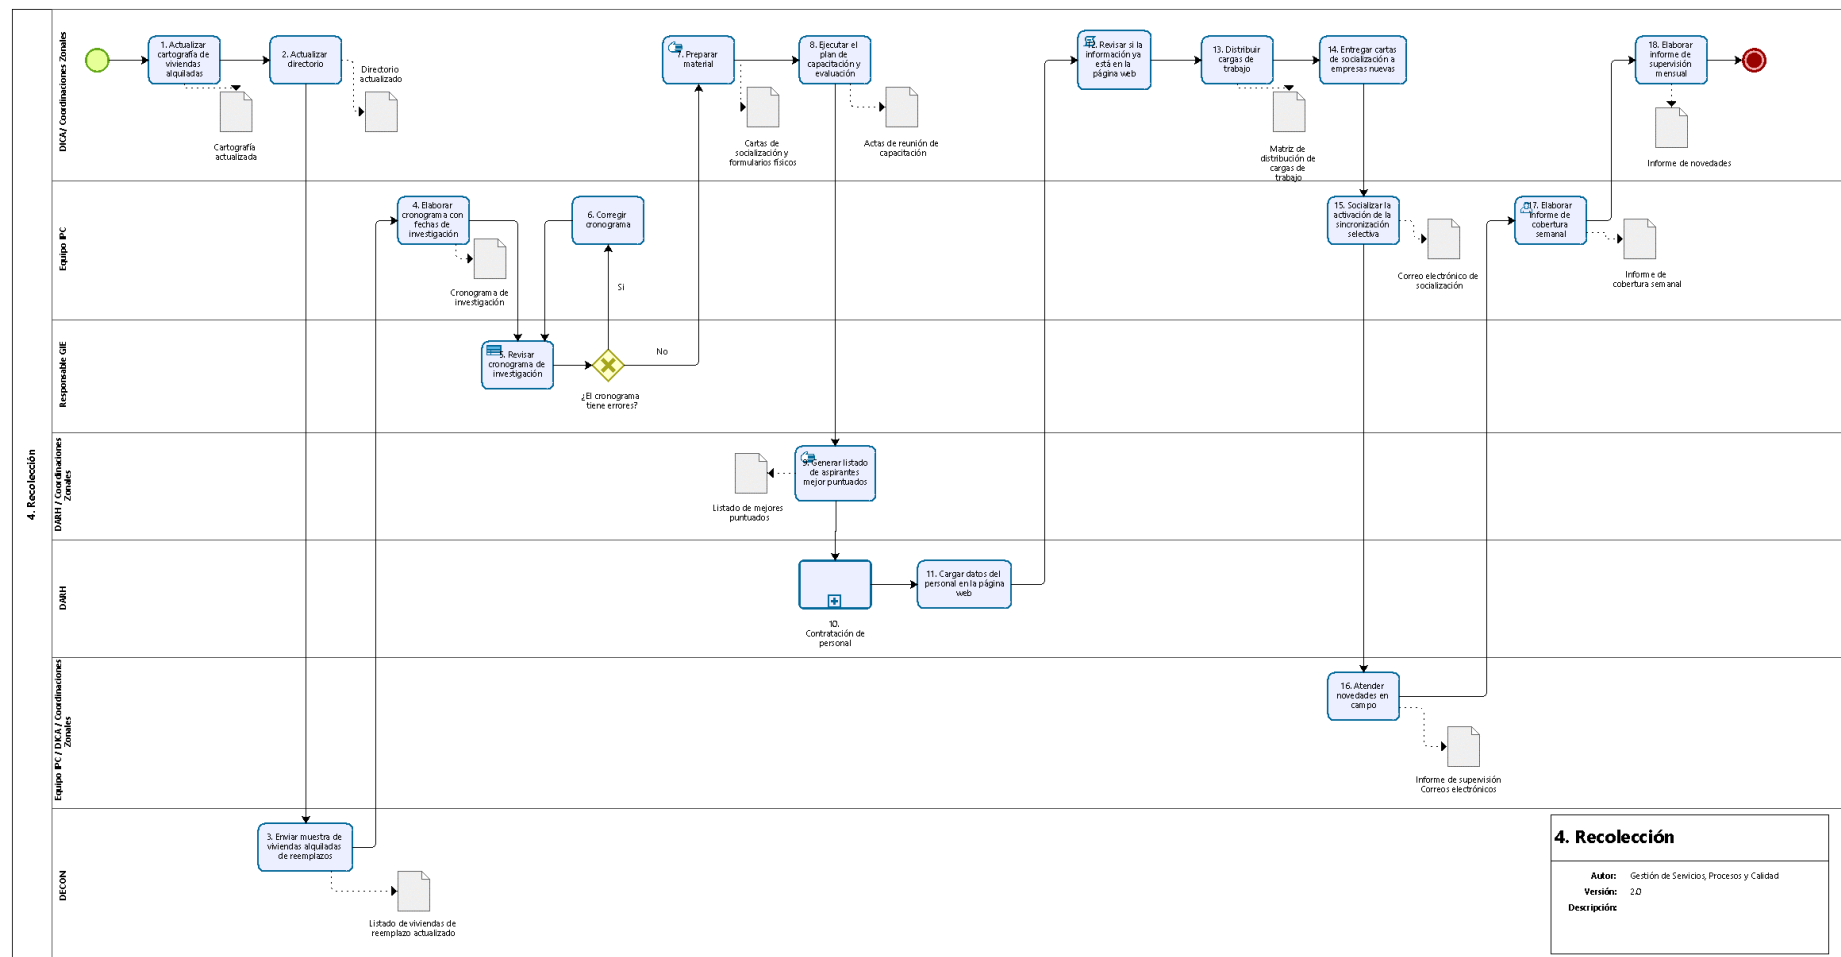 4. Recolección
DICA / Coordinaciones Zonales
1. Actualizar
cartografía de
viviendas
alquiladas
2. Actualizar
directorio
Directorio
actualizado
Cartografía
actualizada
7. Preparar
material
8. Ejecutar el
plan de
capacitación y
evaluación
Cartas de
socialización y
formularios físicos
Actas de reunión de
capacitación
12. Revisar si la
información ya
está en la
página web
13. Distribuir
cargas de
trabajo
14. Entregar cartas
de socialización a
empresas nuevas
Matriz de
distribución de
cargas de
trabajo
18. Elaborar
informe de
supervisión
mensual
Informe de novedades
Equipo IPC
4. Elaborar
cronograma con
fechas de
investigación
Cronograma de
investigación
6. Corregir
cronograma
Si
15. Socializar la
activación de la
sincronización
selectiva
Correo electrónico de
socialización
17. Elaborar
informe de
cobertura
semanal
Informe de
cobertura semanal
Responsable GIE
5. Revisar
cronograma de
investigación
¿El cronograma
tiene errores?
No
DARH / Coordinaciones
Zonales
9. Generar listado
de aspirantes
mejor puntuados
Listado de mejores
puntuados
DARH
10.
Contratación de
personal
11. Cargar datos del
personal en la página
web
Equipo IPC / DICA / Coordinaciones
Zonales
16. Atender
novedades en
campo
Informe de supervisión
Correos electrónicos
DECON
3. Enviar muestra de
viviendas alquiladas
de reemplazos
Listado de viviendas de
reemplazo actualizado
4. Recolección
Autor: Gestión de Servicios, Procesos y Calidad
Versión: 2.0
Descripción: